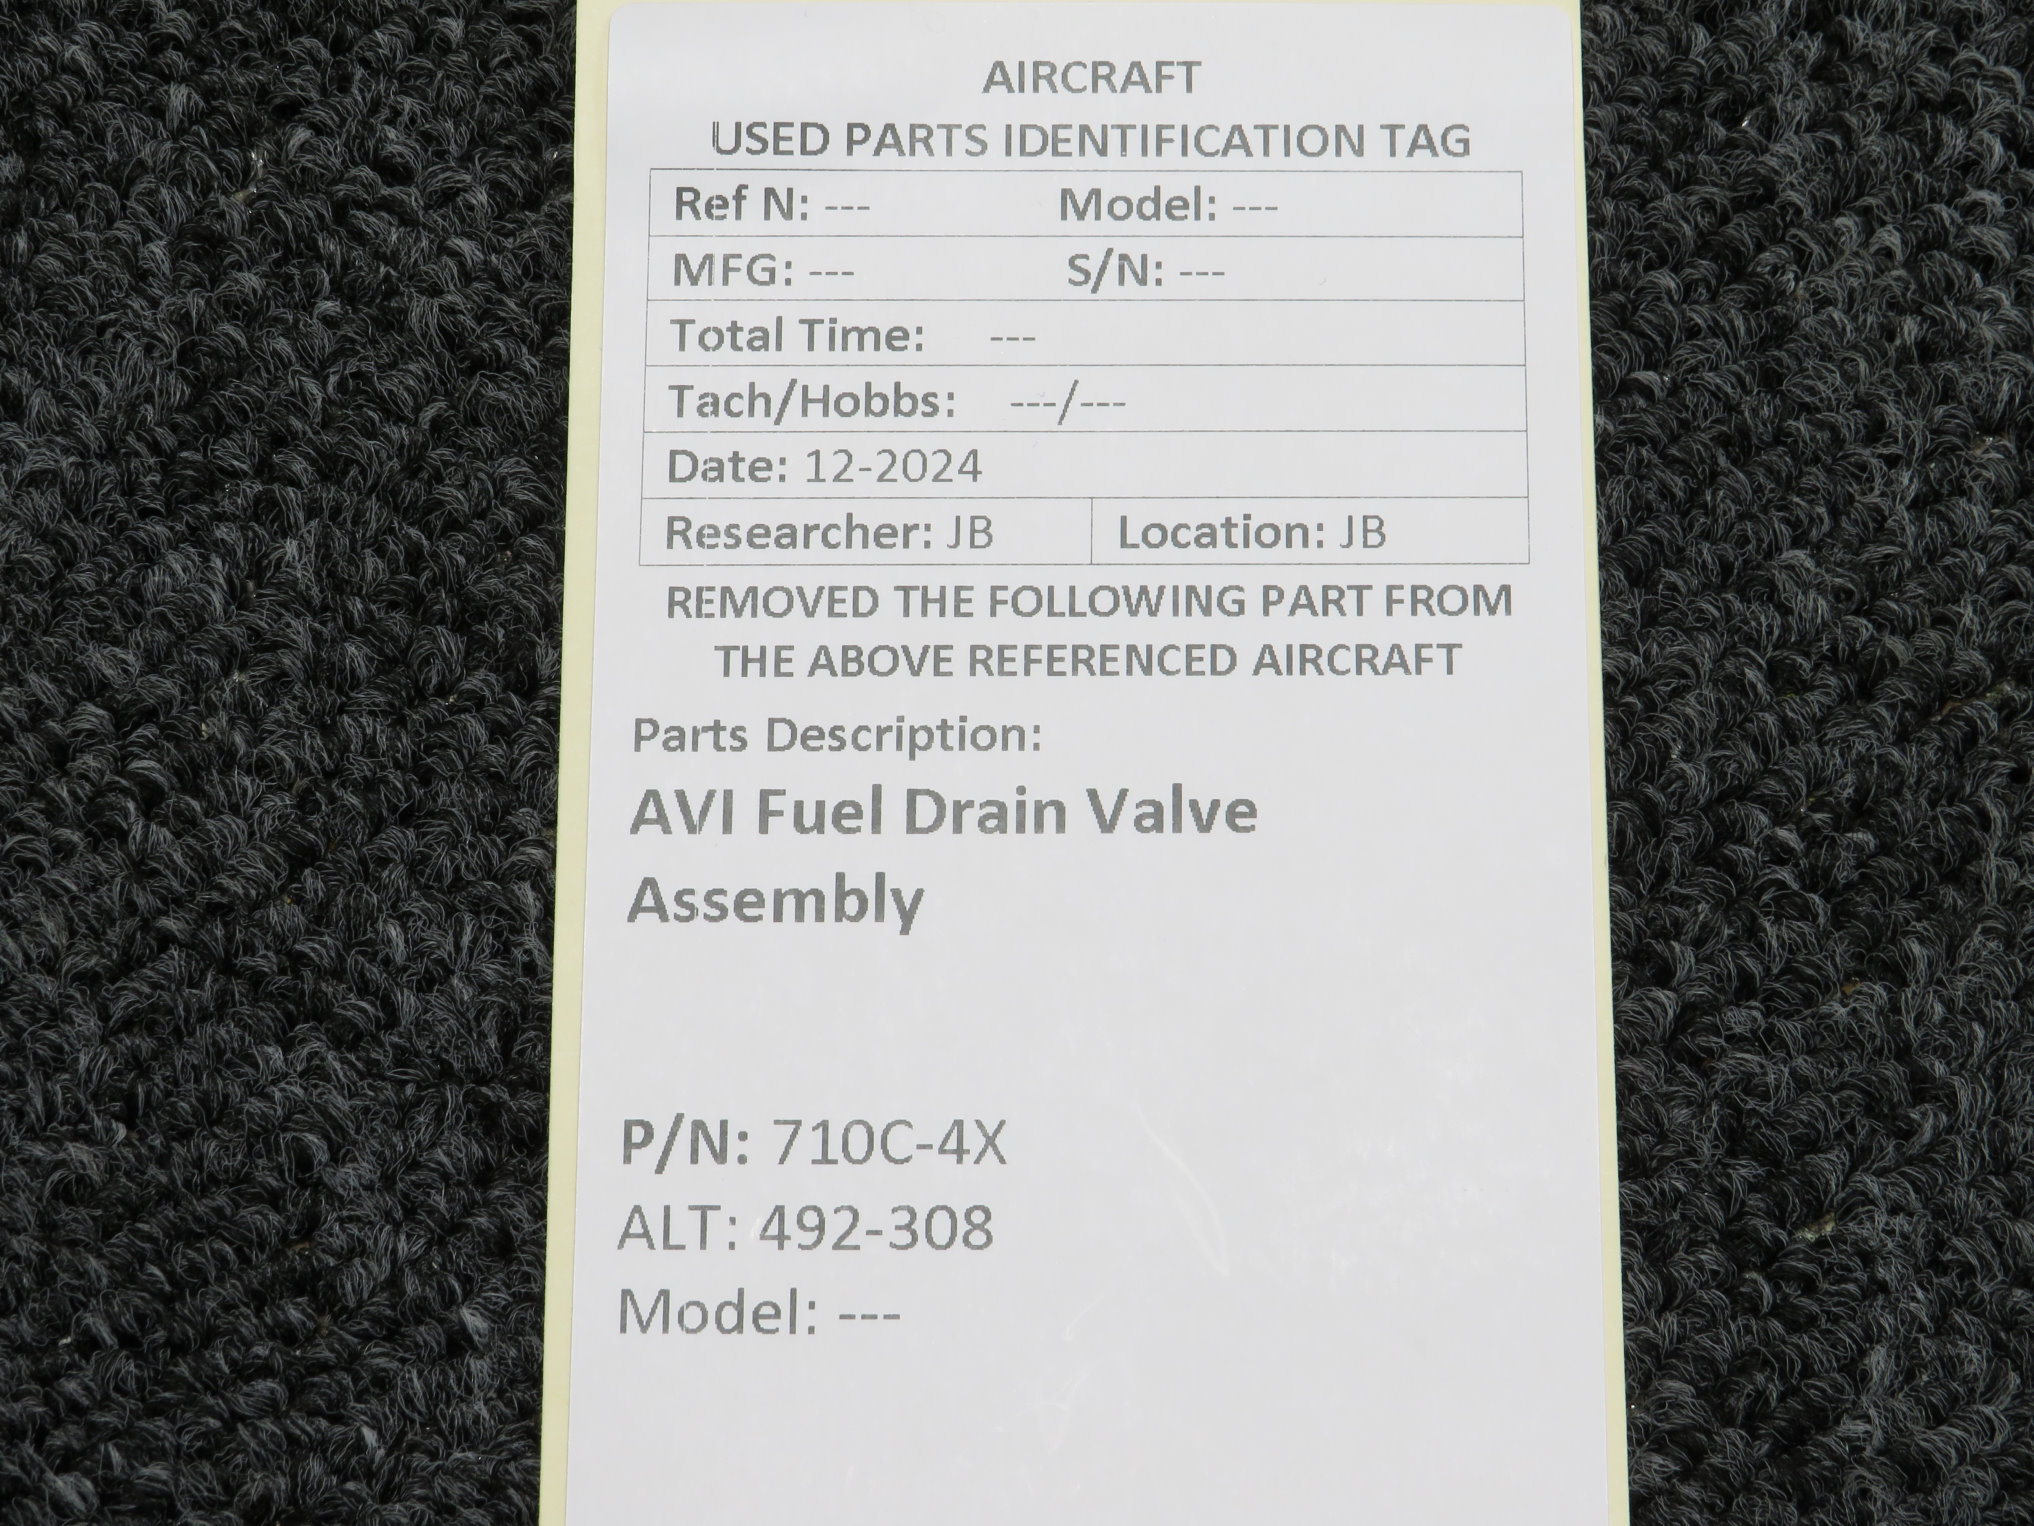 AIRCRAFT
USED PARTS IDENTIFICATION TAG
Ref N: --- Model: ---
MFG: --- S/N: ---
Total Time: ---
Tach/Hobbs: ---/---
Date: 12-2024
Researcher: JB Location: JB
REMOVED THE FOLLOWING PART FROM
THE ABOVE REFERENCED AIRCRAFT
Parts Description:
AVI Fuel Drain Valve
Assembly
P/N: 710C-4X
ALT: 492-308
Model: ---